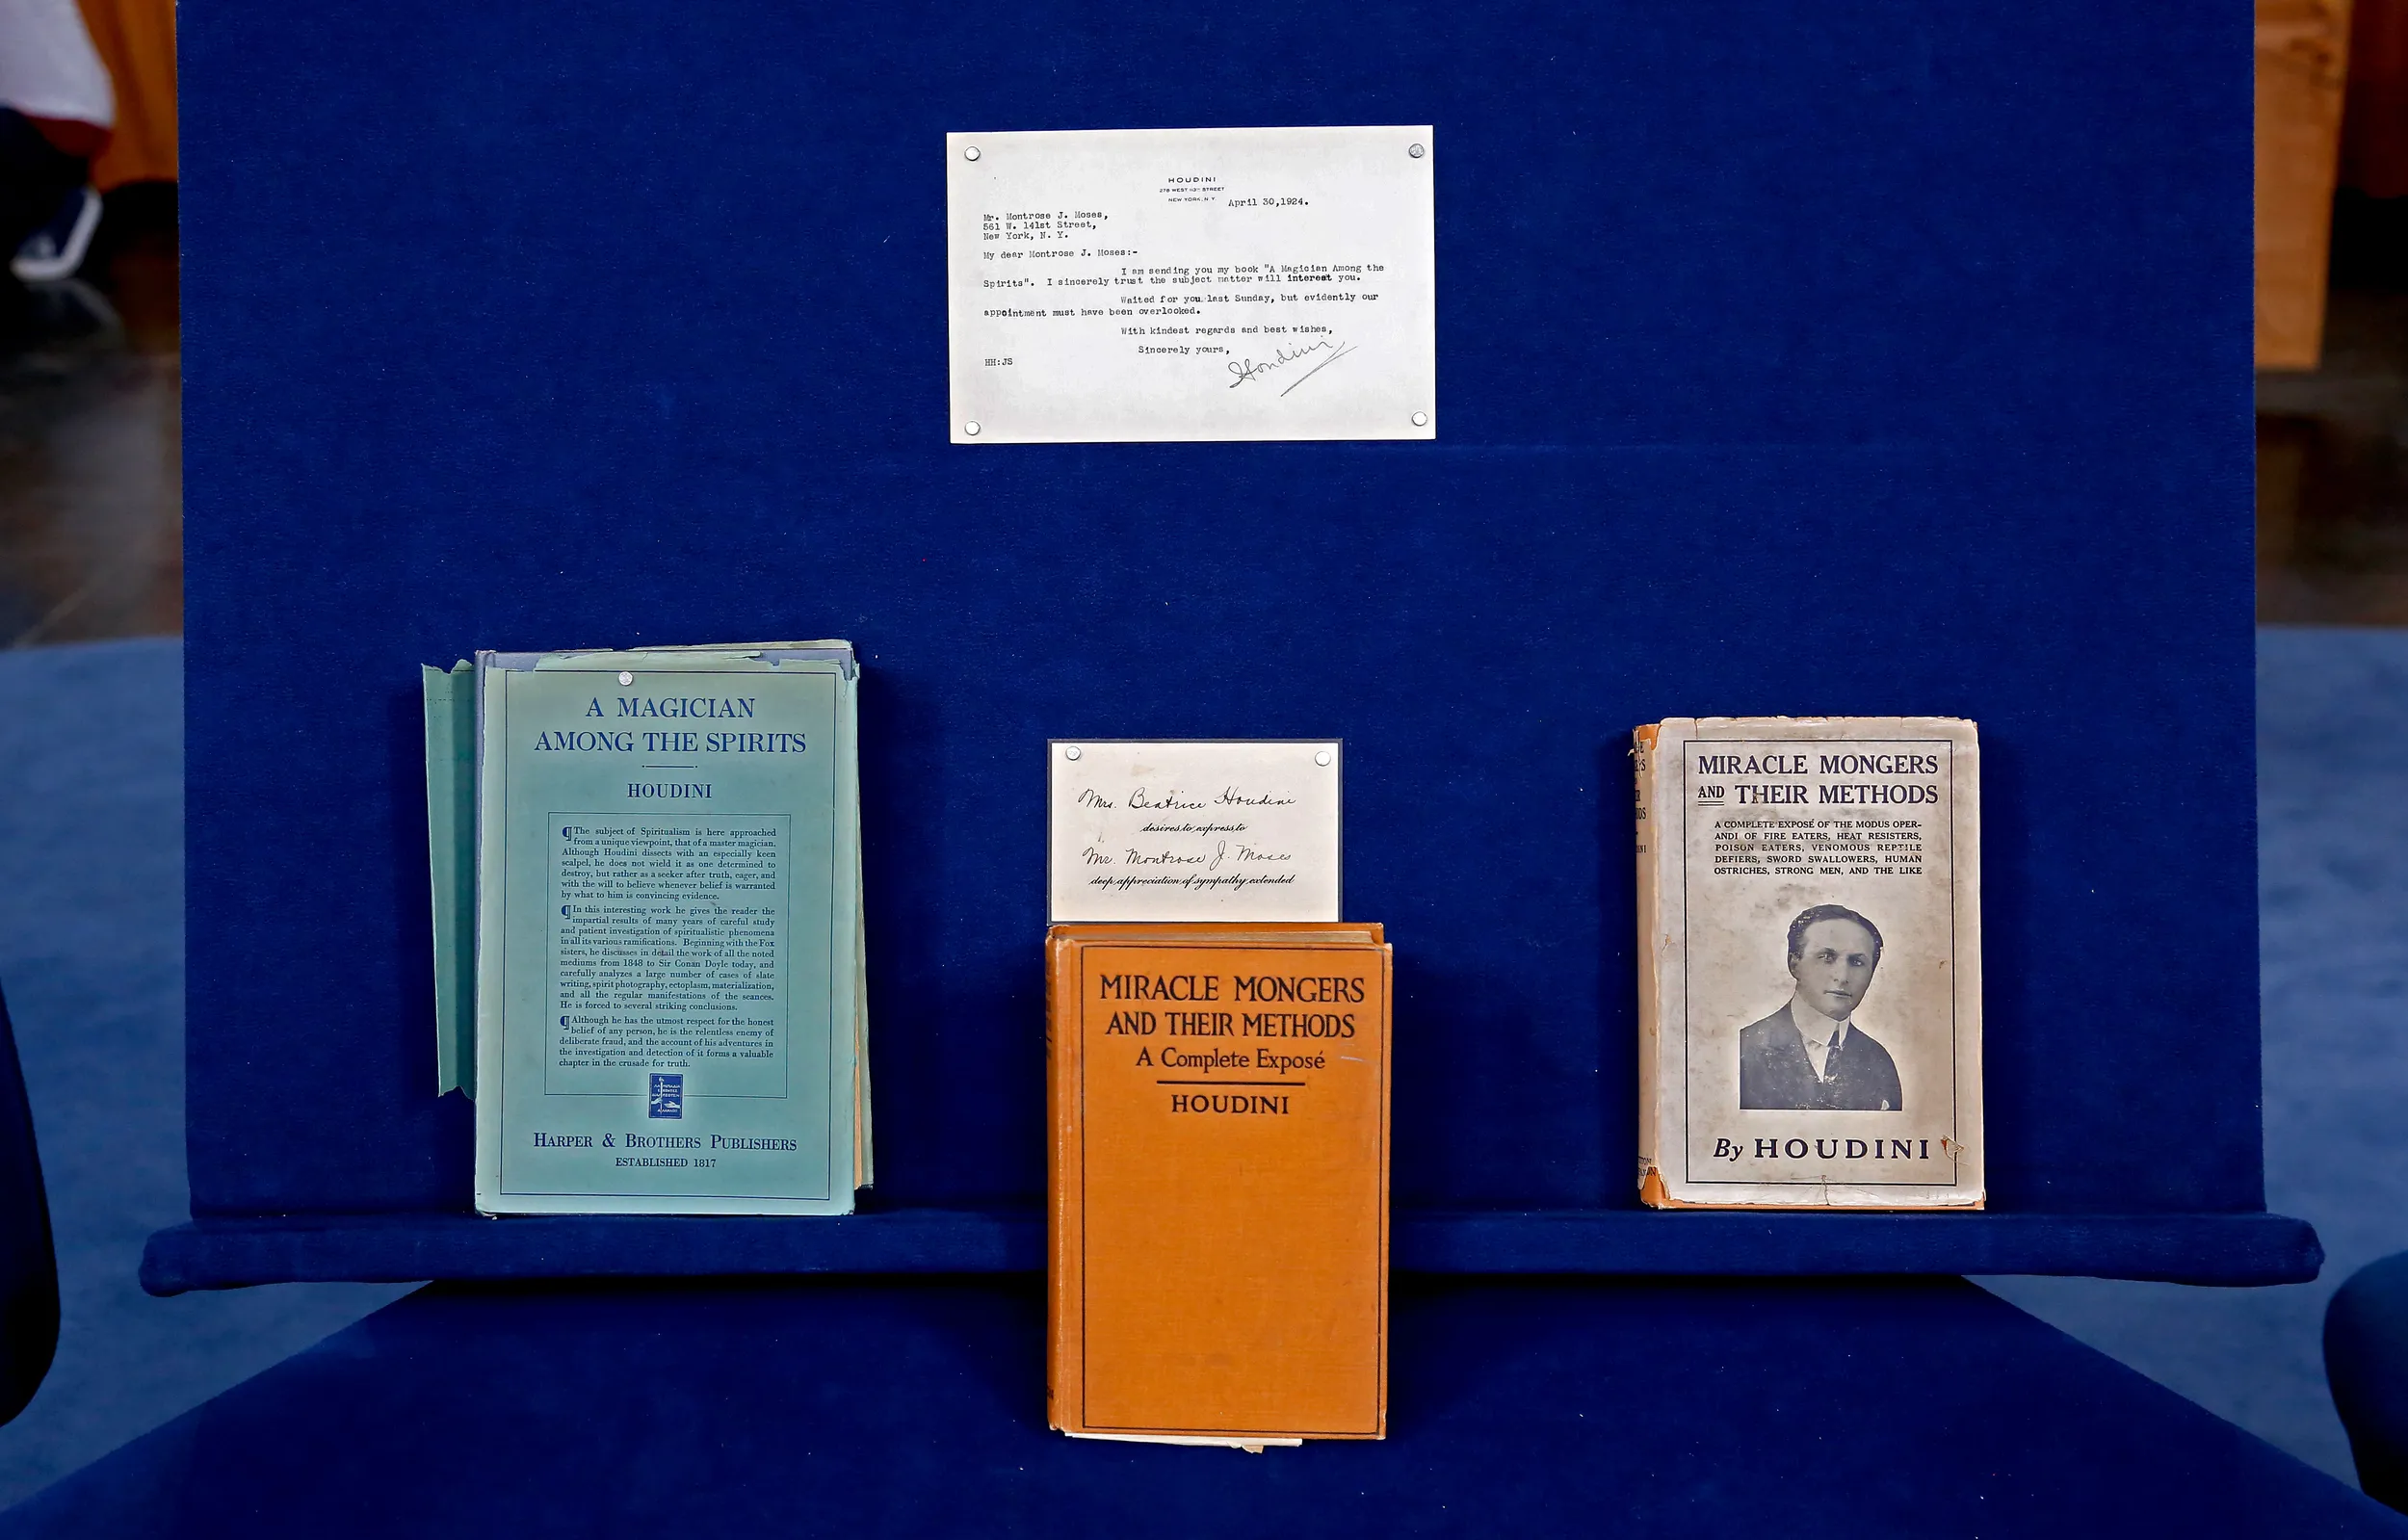 HOUDINI
278 WEST 113TH STREET
NEW YORK, N Y
April 30,1924.
Mr. Montrose J. Moses,
561 W. 141st Street,
New York, N. Y.
My dear Montrose J. Moses:-
I am sending you my book "A Magician Among the
Spirits". I sincerely trust the subject matter will interest you.
Waited for you last Sunday, but evidently our
appointment must have been overlooked.
With kindest regards and best wishes,
Sincerely yours,
HH:JS
Houdini
A MAGICIAN
AMONG THE SPIRITS
HOUDINI
¶ The subject of Spiritualism is here approached
from a unique viewpoint, that of a master magician.
Although Houdini dissects with an especially keen
scalpel, he does not wield it as one determined to
destroy, but rather as a seeker after truth, eager, and
with the will to believe whenever belief is warranted
by what to him is convincing evidence.
¶ In this interesting work he gives the reader the
impartial results of many years of careful study
and patient investigation of spiritualistic phenomena
in all its various ramifications. Beginning with the Fox
sisters, he discusses in detail the work of all the noted
mediums from 1848 to Sir Conan Doyle today, and
carefully analyzes a large number of cases of slate
writing, spirit photography, ectoplasm, materialization,
and all the regular manifestations of the seances.
He is forced to several striking conclusions.
¶ Although he has the utmost respect for the honest
belief of any person, he is the relentless enemy of
deliberate fraud, and the account of his adventures in
the investigation and detection of it forms a valuable
chapter in the crusade for truth.
HARPER & BROTHERS PUBLISHERS
ESTABLISHED 1817
Mrs. Beatrice Houdini
desires to express to
Mr. Montrose J. Moses
deep appreciation of sympathy extended
MIRACLE MONGERS
AND THEIR METHODS
A Complete Exposé
HOUDINI
MIRACLE MONGERS
AND THEIR METHODS
A COMPLETE EXPOSÉ OF THE MODUS OPER-
ANDI OF FIRE EATERS, HEAT RESISTERS,
POISON EATERS, VENOMOUS REPTILE
DEFIERS, SWORD SWALLOWERS, HUMAN
OSTRICHES, STRONG MEN, AND THE LIKE
By HOUDINI